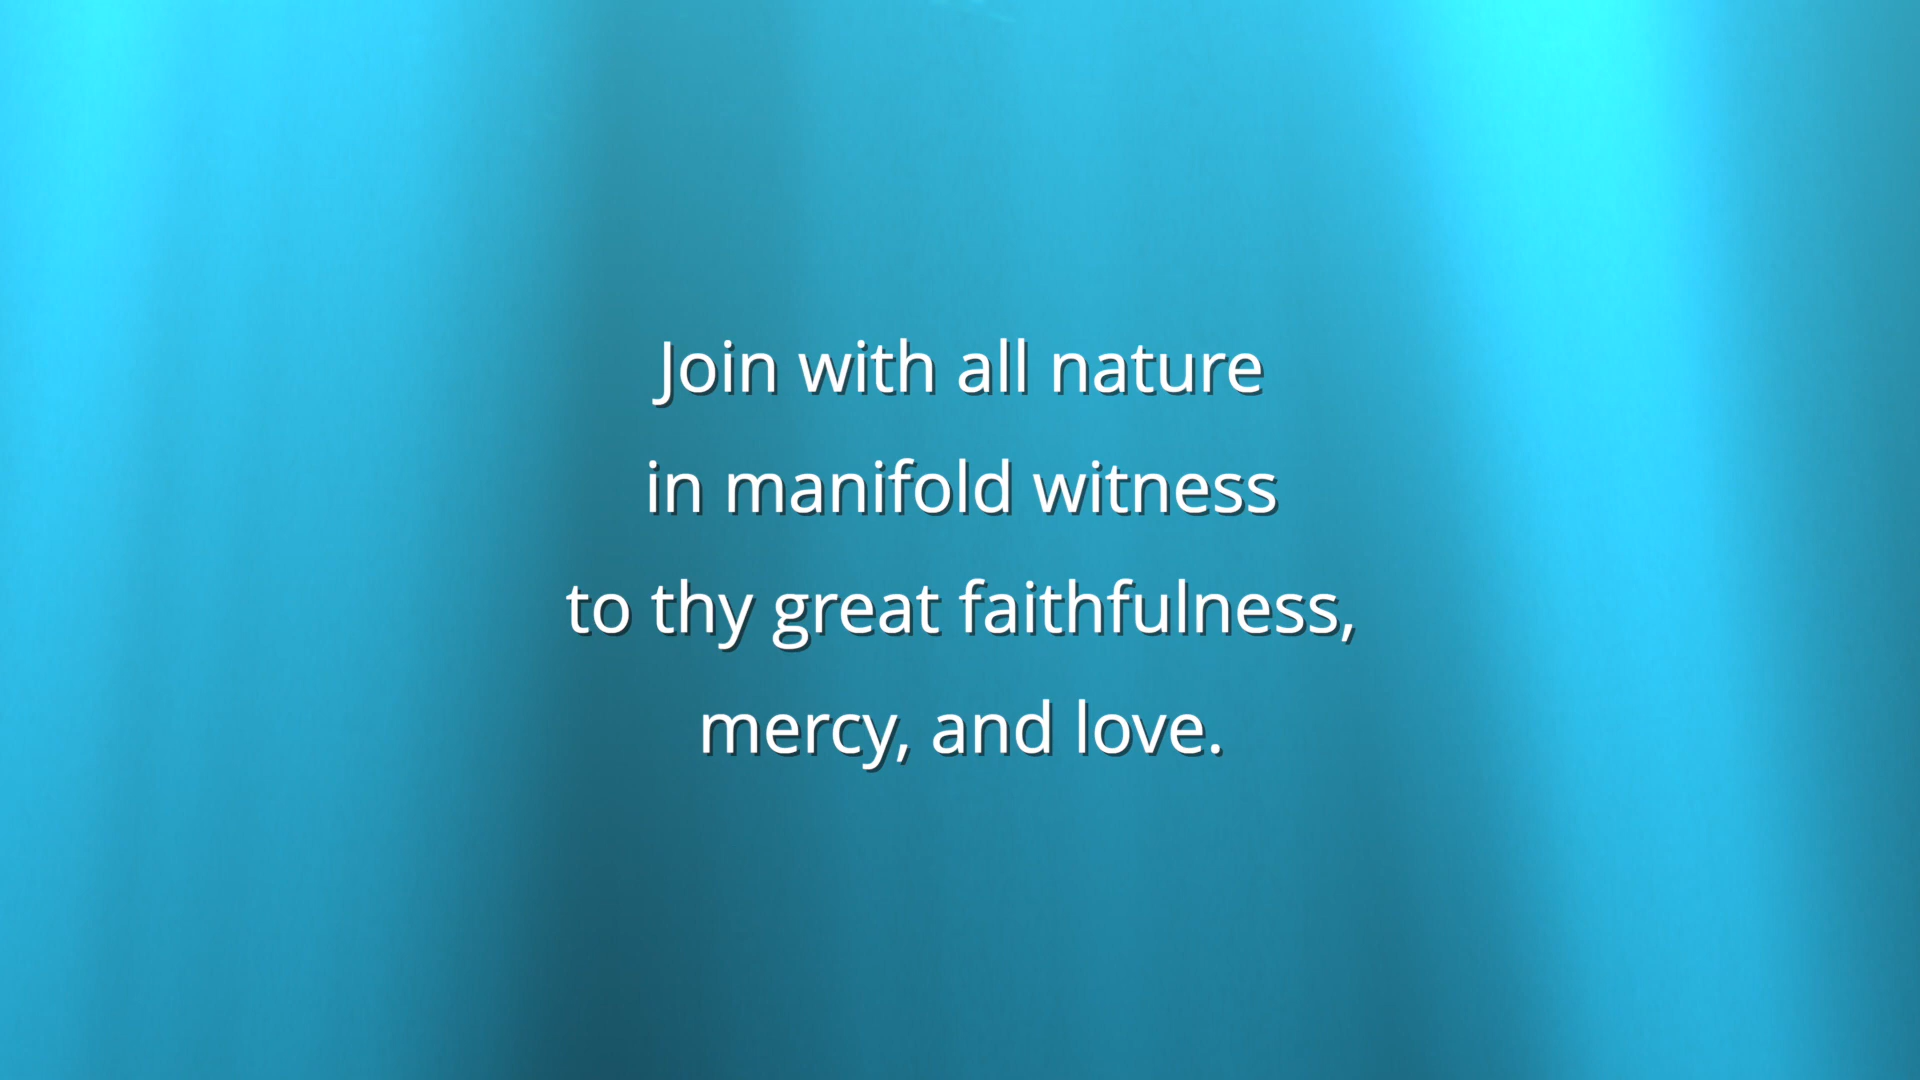 Join with all nature
in manifold witness
to thy great faithfulness,
mercy, and love.